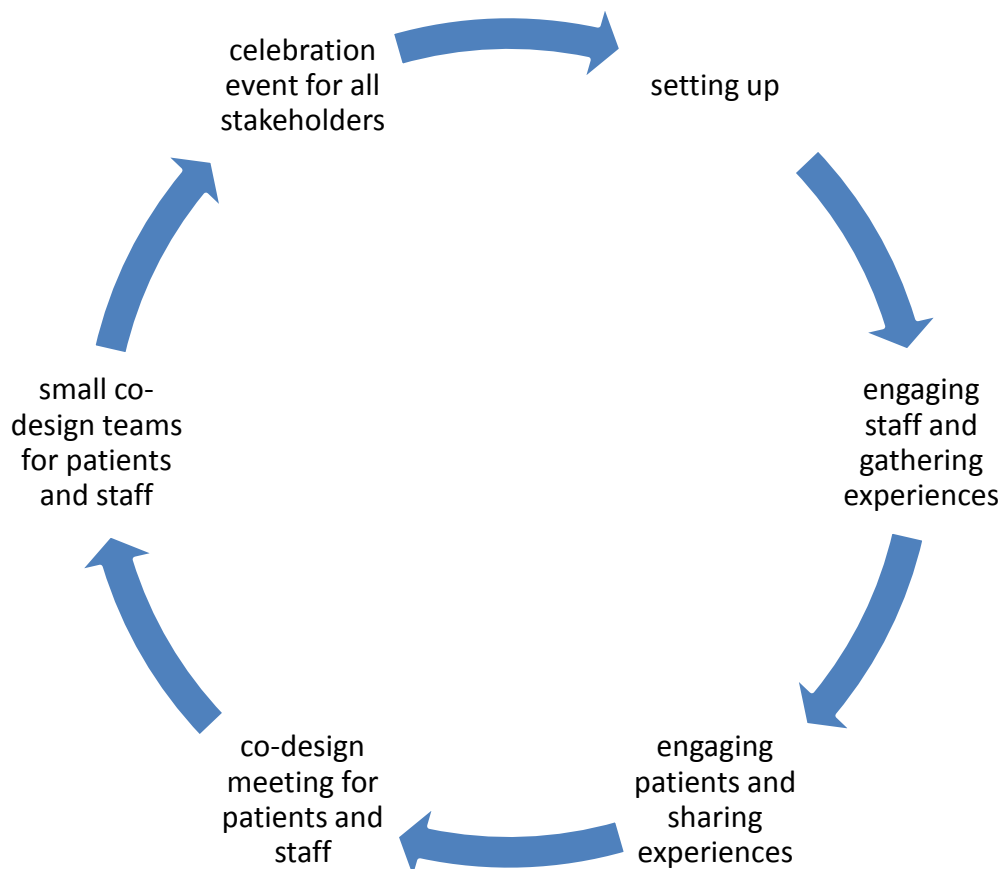 celebration
event for all
stakeholders
setting up
engaging
staff and
gathering
experiences
engaging
patients and
sharing
experiences
co-design
meeting for
patients and
staff
small co-
design teams
for patients
and staff